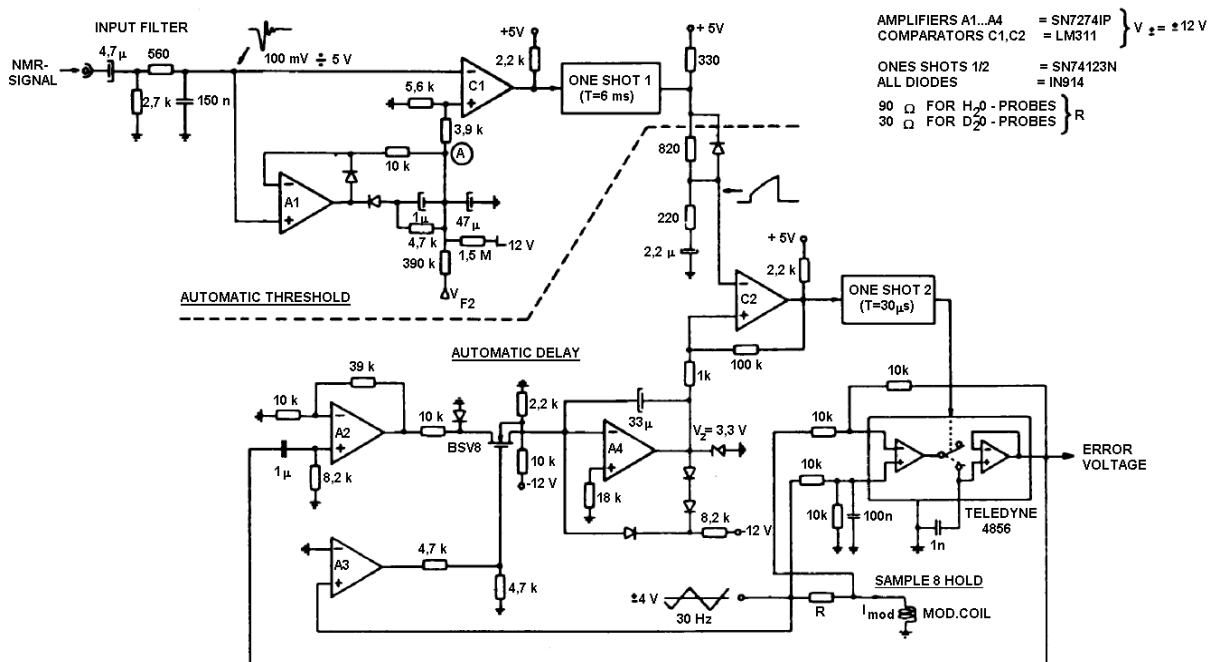 AMPLIFIERS A1...A4 = SN7274IP
COMPARATORS C1,C2 = LM311
V ± = ±12 V
ONES SHOTS 1/2 = SN74123N
ALL DIODES = IN914
90 Ω FOR H20 - PROBES
30 Ω FOR D20 - PROBES
R
INPUT FILTER
NMR-
SIGNAL
4,7µ
560
2,7 k
150 n
100 mV ÷ 5 V
+5V
2,2 k
C1
ONE SHOT 1
(T=6 ms)
+ 5V
330
5,6 k
3,9 k
A
10 k
A1
1µ
47µ
4,7 k
1,5 M
-12 V
390 k
V F2
AUTOMATIC THRESHOLD
820
220
2,2 µ
+ 5V
2,2 k
C2
ONE SHOT 2
(T=30µs)
100 k
1k
AUTOMATIC DELAY
39 k
10 k
A2
10 k
BSV8
1µ
8,2 k
2,2 k
10 k
-12 V
33µ
A4
18 k
Vz= 3,3 V
8,2 k
-12 V
A3
4,7 k
4,7 k
10k
10k
10k
10k
100n
1n
TELEDYNE
4856
ERROR
VOLTAGE
SAMPLE 8 HOLD
±4 V
30 Hz
R
I mod
MOD.COIL